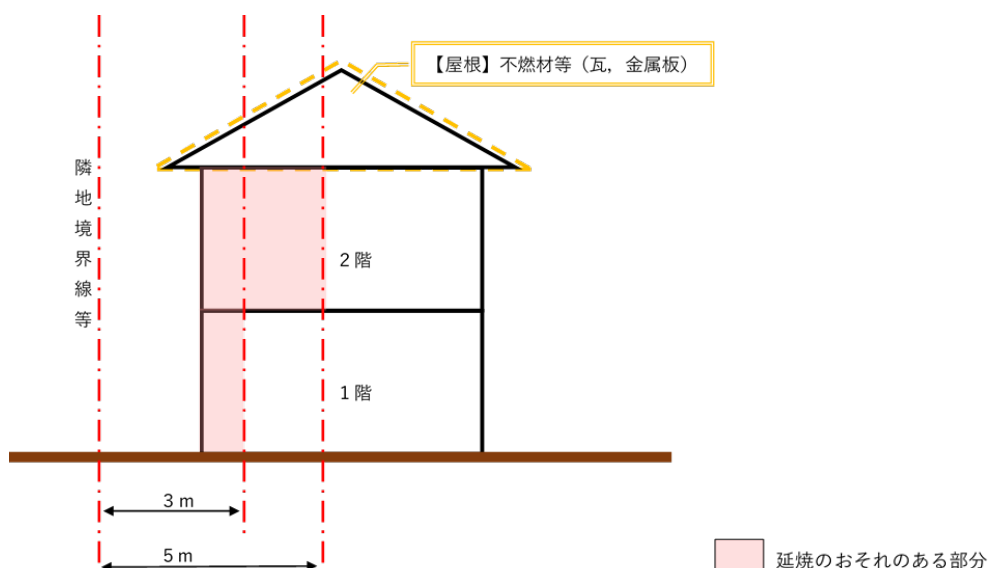 【屋根】不燃材等（瓦，金属板）
隣地境界線等
2階
1階
3 m
5 m
延焼のおそれのある部分